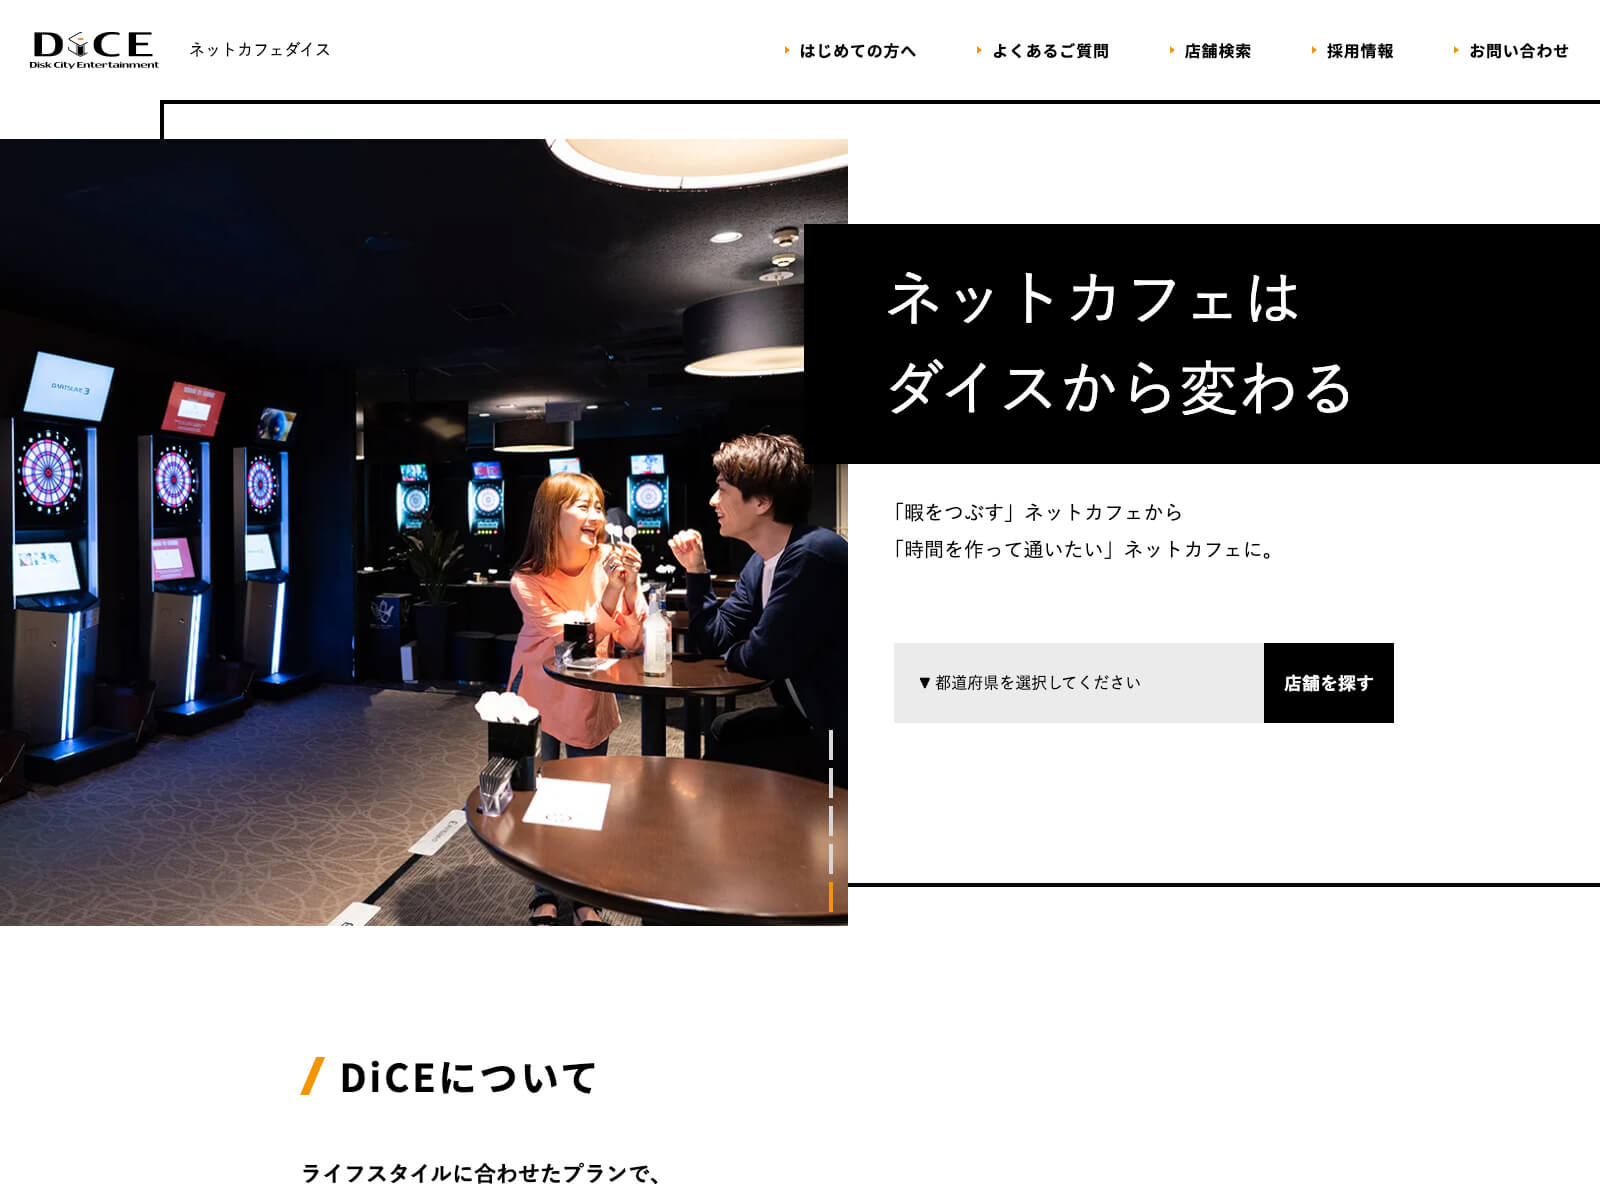 DiCE
Disk City Entertainment
ネットカフェダイス
はじめての方へ
よくあるご質問
店舗検索
採用情報
お問い合わせ
DARTSLIVE 3
ネットカフェは
ダイスから変わる
「暇をつぶす」ネットカフェから
「時間を作って通いたい」ネットカフェに。
▼都道府県を選択してください
店舗を探す
DiCEについて
ライフスタイルに合わせたプランで、